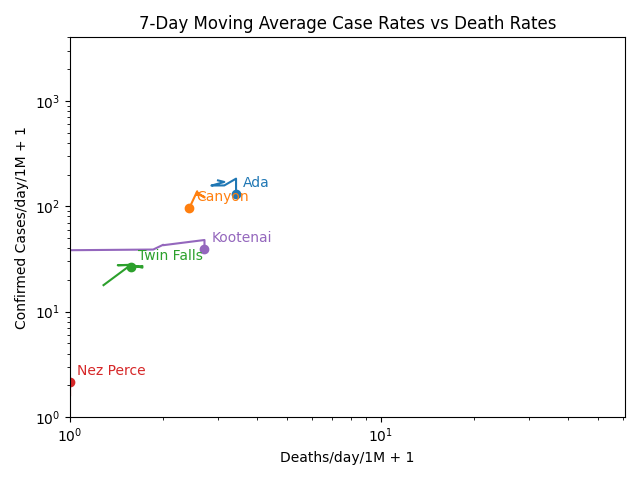 7-Day Moving Average Case Rates vs Death Rates
Confirmed Cases/day/1M + 1
10³
10²
10¹
10⁰
Ada
Canyon
Kootenai
Twin Falls
Nez Perce
10⁰
10¹
Deaths/day/1M + 1